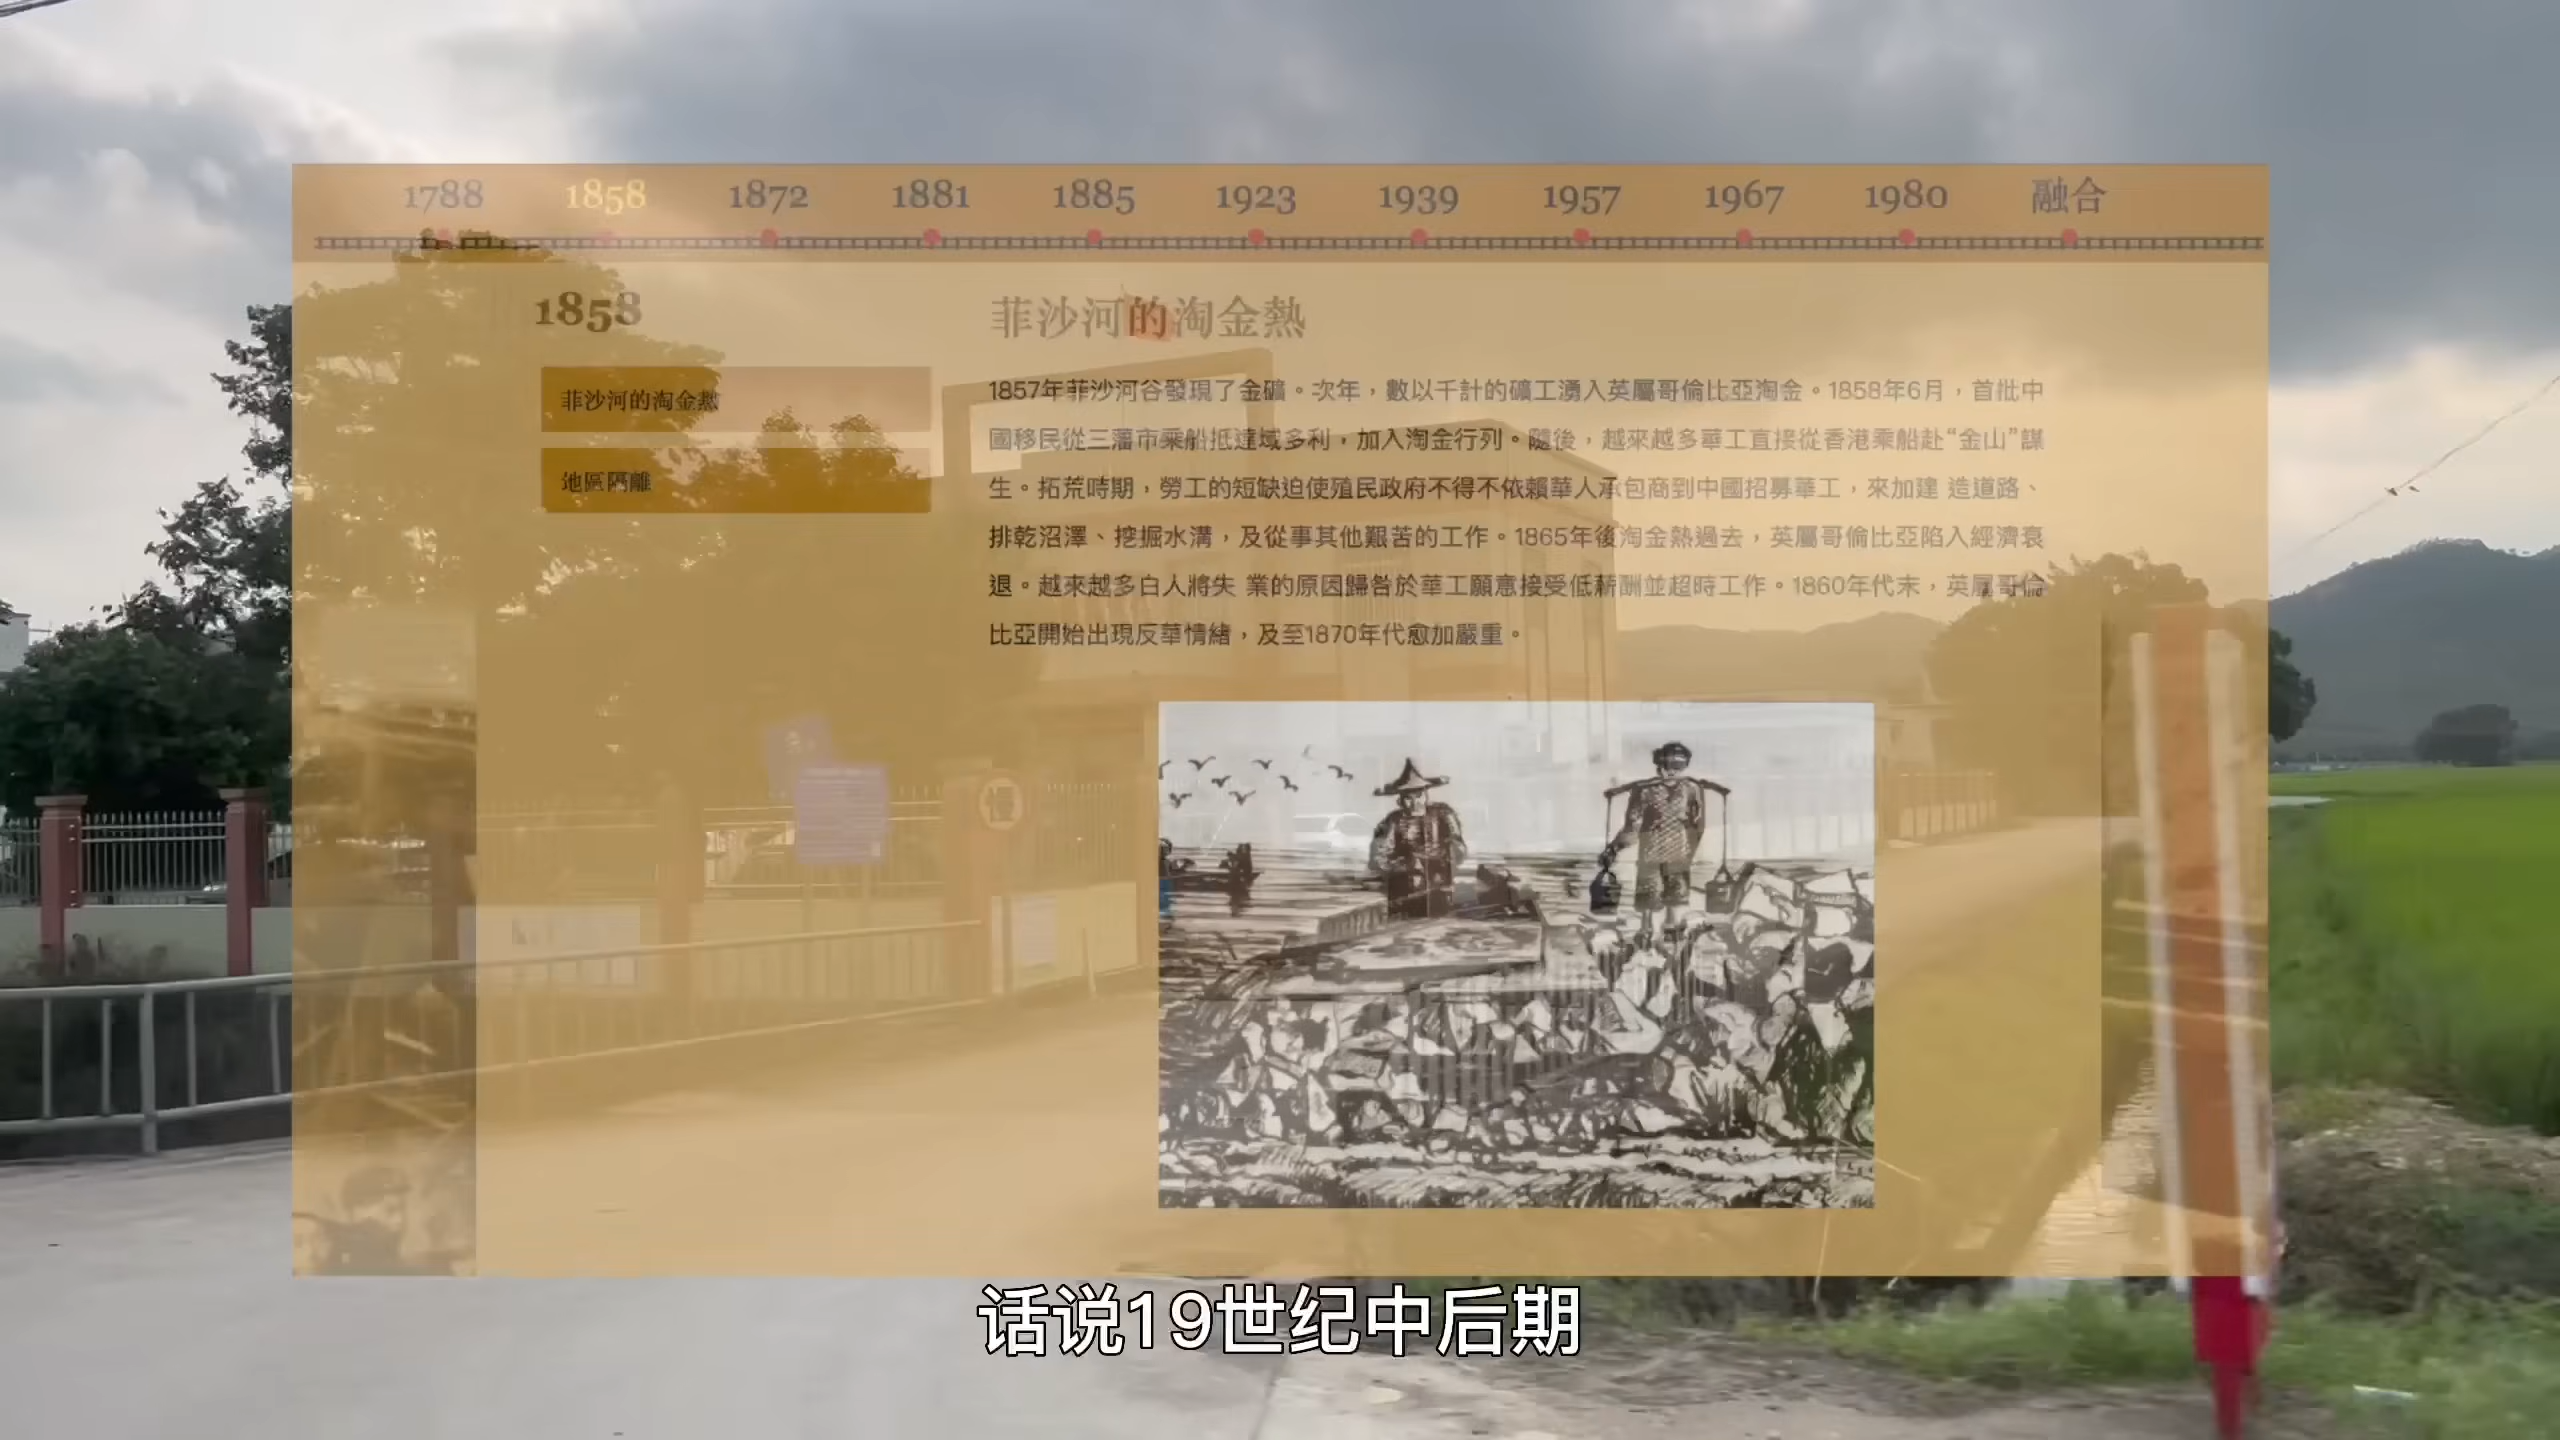 1788 1858 1872 1881 1885 1923 1939 1957 1967 1980 融合
1858
菲沙河的淘金熱
地區隔離
菲沙河的淘金熱
1857年菲沙河谷發現了金礦。次年，數以千計的礦工湧入英屬哥倫比亞淘金。1858年6月，首批中
國移民從三藩市乘船抵達域多利，加入淘金行列。隨後，越來越多華工直接從香港乘船赴“金山”謀
生。拓荒時期，勞工的短缺迫使殖民政府不得不依賴華人承包商到中國招募華工，來加建 造道路、
排乾沼澤、挖掘水溝，及從事其他艱苦的工作。1865年後淘金熱過去，英屬哥倫比亞陷入經濟衰
退。越來越多白人將失 業的原因歸咎於華工願意接受低薪酬並超時工作。1860年代末，英屬哥倫
比亞開始出現反華情緒，及至1870年代愈加嚴重。
慢
话说19世纪中后期